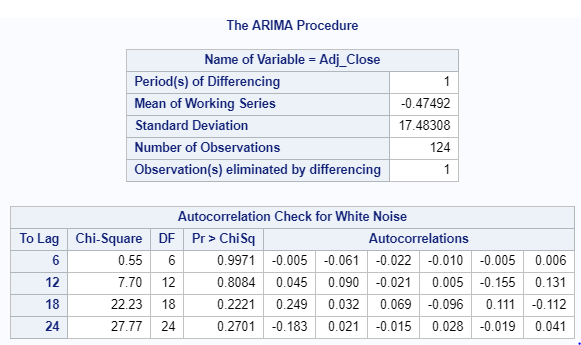 The ARIMA Procedure
Name of Variable = Adj_Close
Period(s) of Differencing 1
Mean of Working Series -0.47492
Standard Deviation 17.48308
Number of Observations 124
Observation(s) eliminated by differencing 1
Autocorrelation Check for White Noise
To Lag Chi-Square DF Pr > ChiSq Autocorrelations
6 0.55 6 0.9971 -0.005 -0.061 -0.022 -0.010 -0.005 0.006
12 7.70 12 0.8084 0.045 0.090 -0.021 0.005 -0.155 0.131
18 22.23 18 0.2221 0.249 0.032 0.069 -0.096 0.111 -0.112
24 27.77 24 0.2701 -0.183 0.021 -0.015 0.028 -0.019 0.041